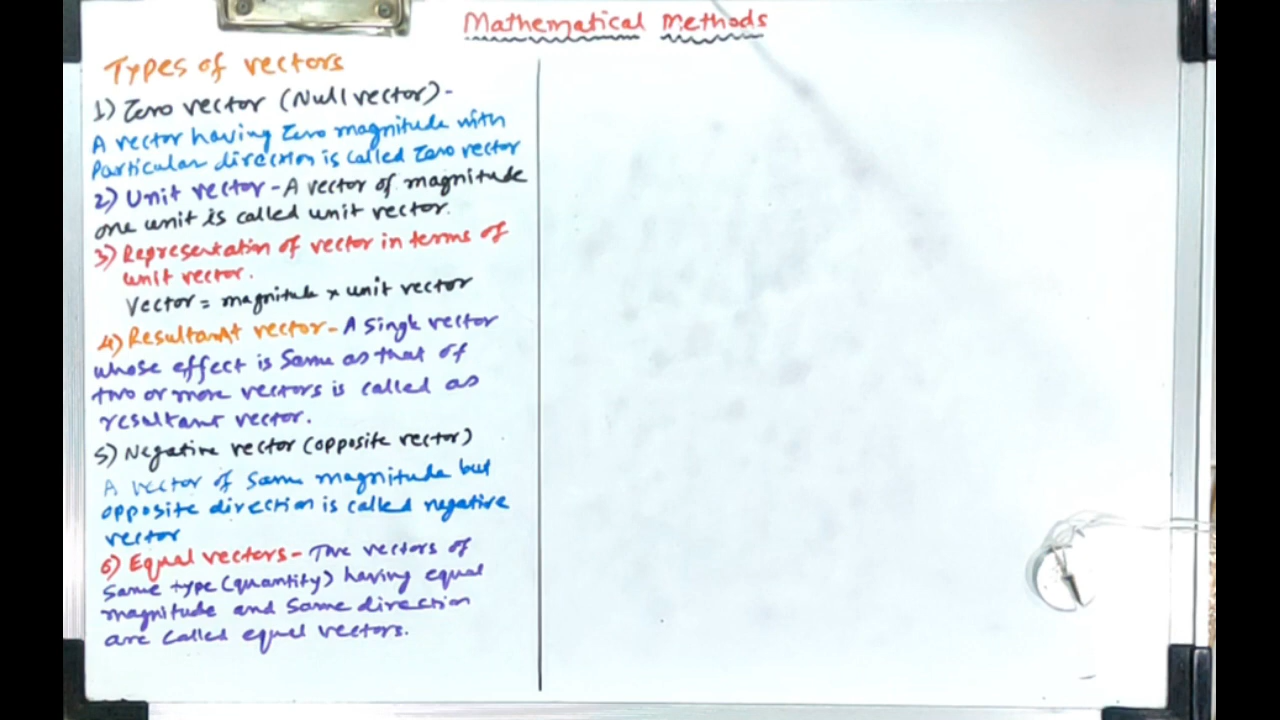 Mathematical Methods
Types of vectors
1) Zero vector (Null vector) -
A vector having Zero magnitude with
Particular direction is called Zero vector
2) Unit vector - A vector of magnitude
one unit is called unit vector.
3) Representation of vector in terms of
unit vector.
Vector = magnitude x unit vector
4) Resultant vector - A Single vector
whose effect is Same as that of
two or more vectors is called as
resultant vector.
5) Negative vector (opposite vector)
A vector of Same magnitude but
opposite direction is called negative
vector
6) Equal vectors - The vectors of
Same type (quantity) having equal
magnitude and Same direction
are called equal vectors.